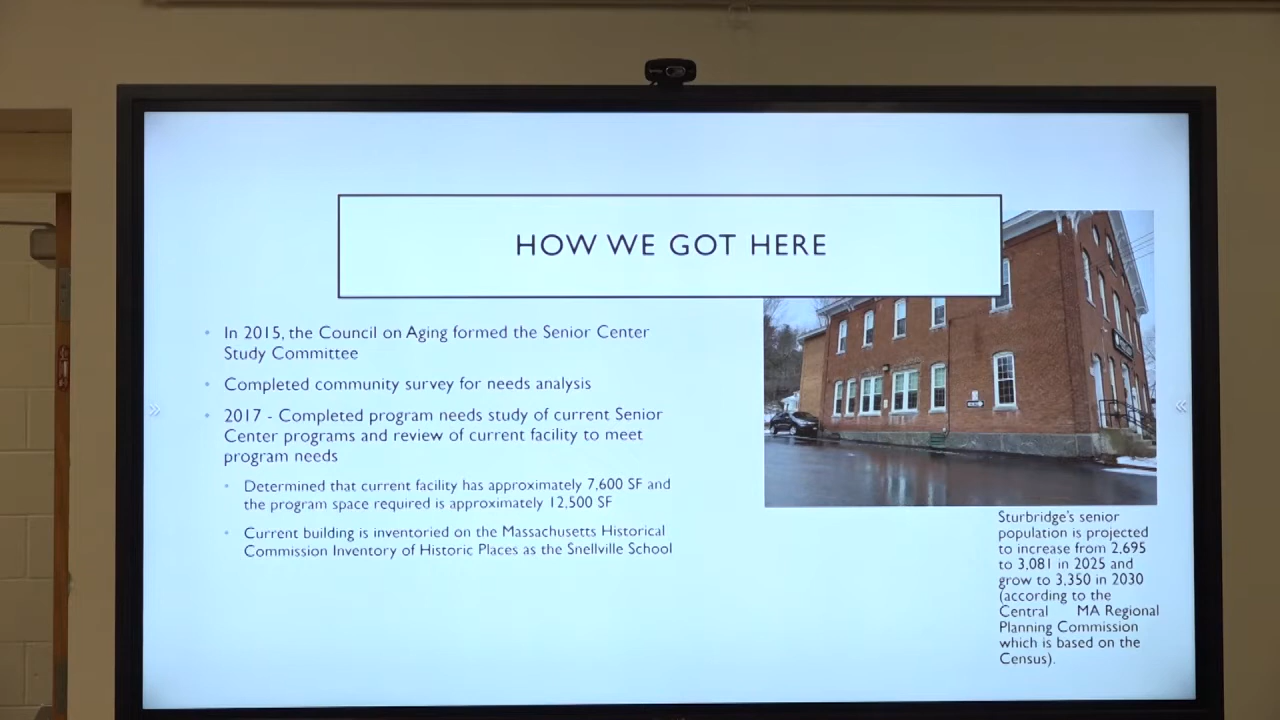 HOW WE GOT HERE
In 2015, the Council on Aging formed the Senior Center
Study Committee
Completed community survey for needs analysis
2017 - Completed program needs study of current Senior
Center programs and review of current facility to meet
program needs
Determined that current facility has approximately 7,600 SF and
the program space required is approximately 12,500 SF
Current building is inventoried on the Massachusetts Historical
Commission Inventory of Historic Places as the Snellville School
Sturbridge's senior
population is projected
to increase from 2,695
to 3,081 in 2025 and
grow to 3,350 in 2030
(according to the
Central MA Regional
Planning Commission
which is based on the
Census).